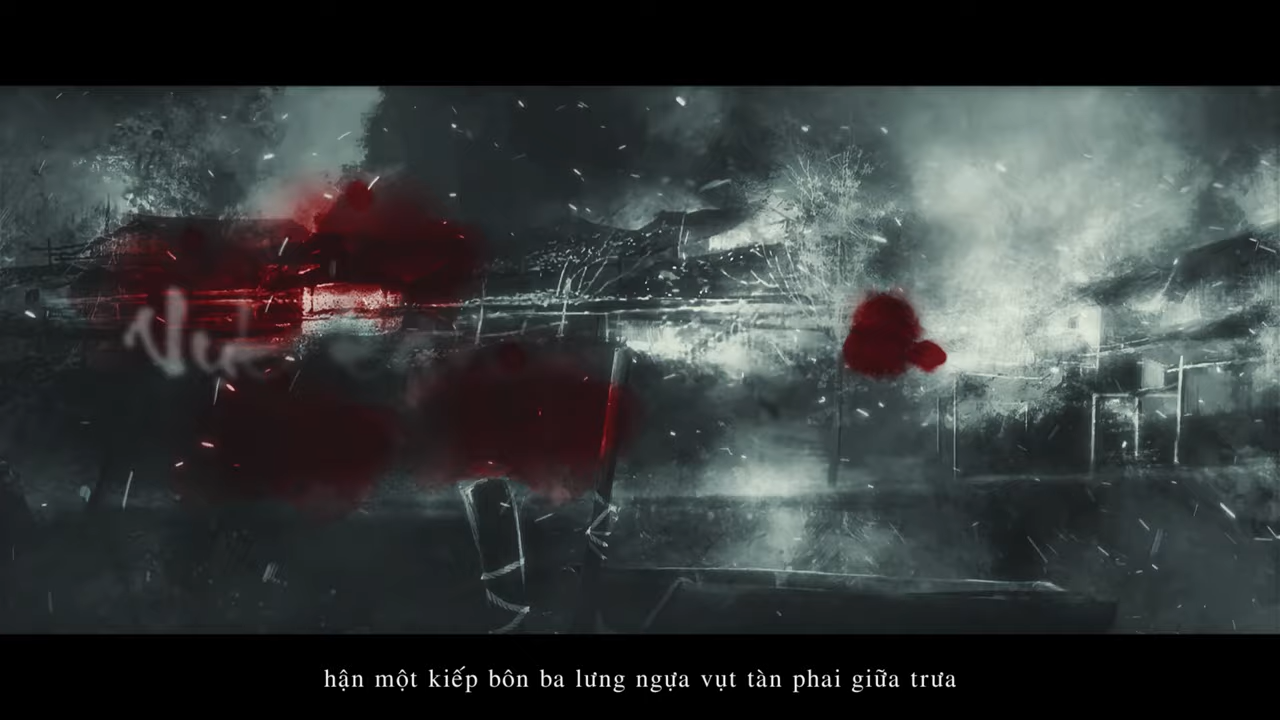 hận một kiếp bôn ba lưng ngựa vụt tàn phai giữa trưa